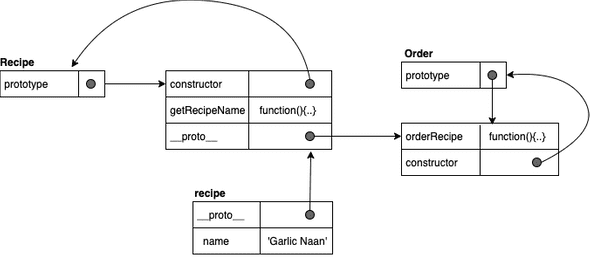 Recipe
prototype
constructor
getRecipeName function(){..}
__proto__
Order
prototype
orderRecipe function(){..}
constructor
recipe
__proto__
name 'Garlic Naan'